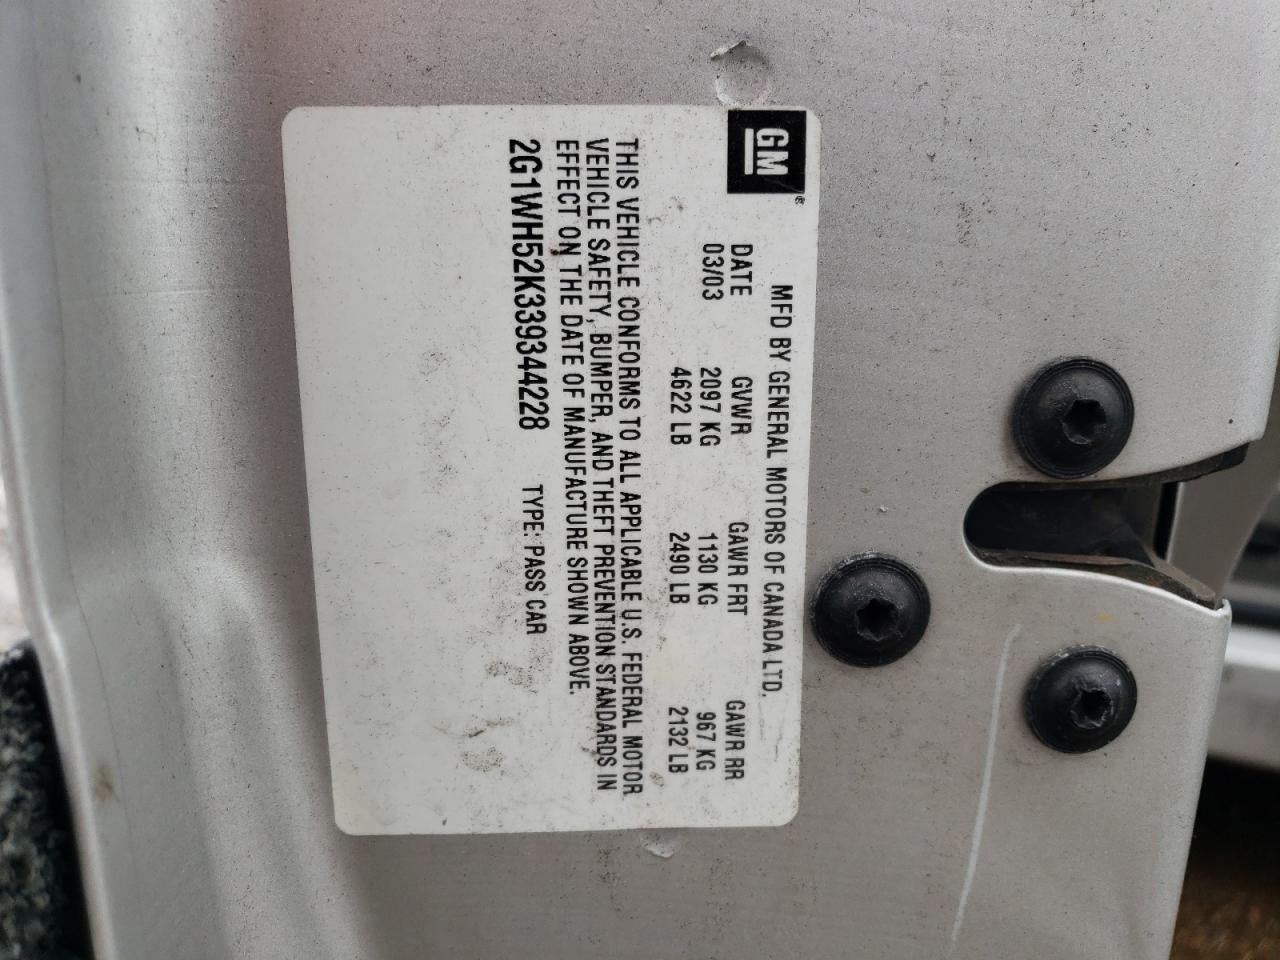 GM®
MFD BY GENERAL MOTORS OF CANADA LTD.
DATE GVWR GAWR FRT GAWR RR
03/03 2097 KG 1130 KG 967 KG
4622 LB 2490 LB 2132 LB
THIS VEHICLE CONFORMS TO ALL APPLICABLE U.S. FEDERAL MOTOR
VEHICLE SAFETY, BUMPER, AND THEFT PREVENTION STANDARDS IN
EFFECT ON THE DATE OF MANUFACTURE SHOWN ABOVE.
2G1WH52K339344228 TYPE: PASS CAR